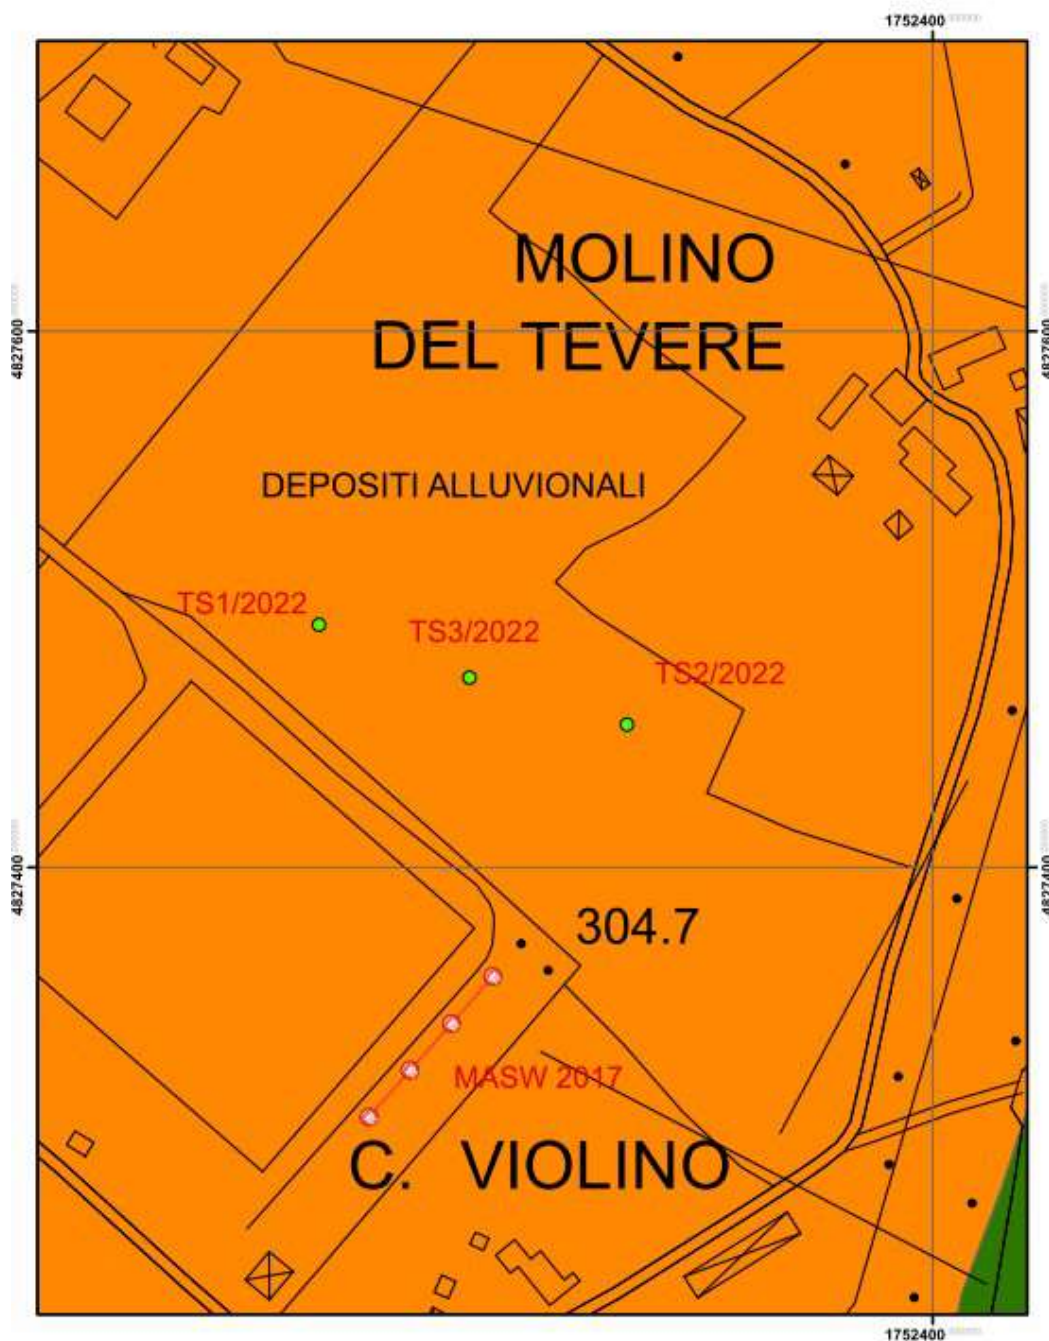 1752400
MOLINO
DEL TEVERE
4827600
4827600
DEPOSITI ALLUVIONALI
TS1/2022
TS3/2022
TS2/2022
4827400
4827400
304.7
MASW 2017
C. VIOLINO
1752400